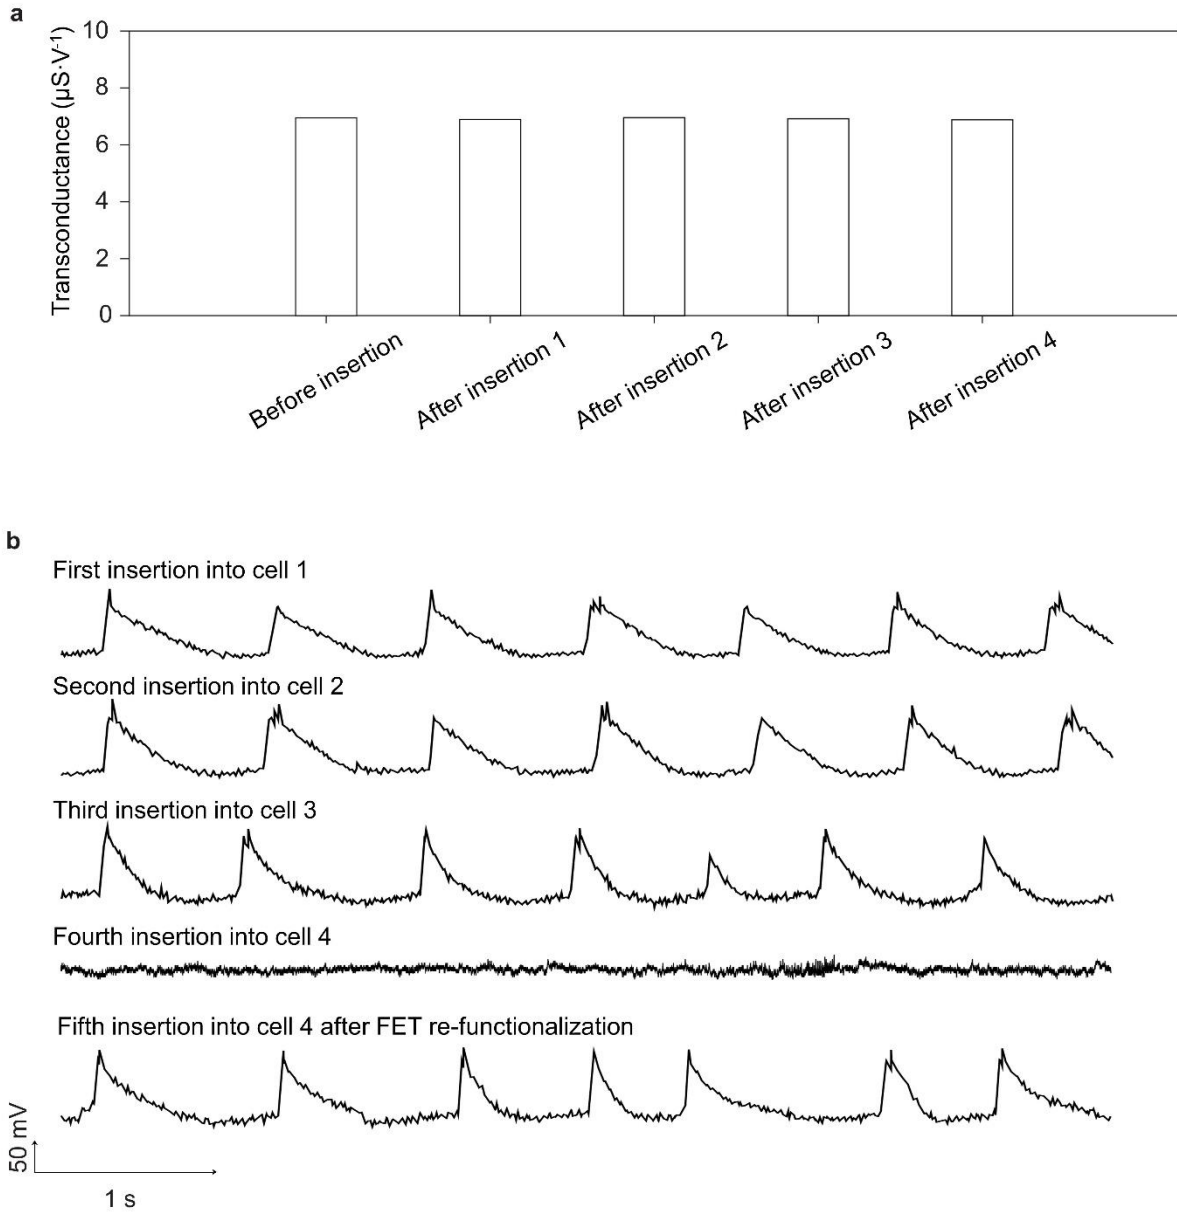 a
Transconductance (µS·V-1)
10
8
6
4
2
0
Before insertion
After insertion 1
After insertion 2
After insertion 3
After insertion 4
b
First insertion into cell 1
Second insertion into cell 2
Third insertion into cell 3
Fourth insertion into cell 4
Fifth insertion into cell 4 after FET re-functionalization
50 mV
1 s